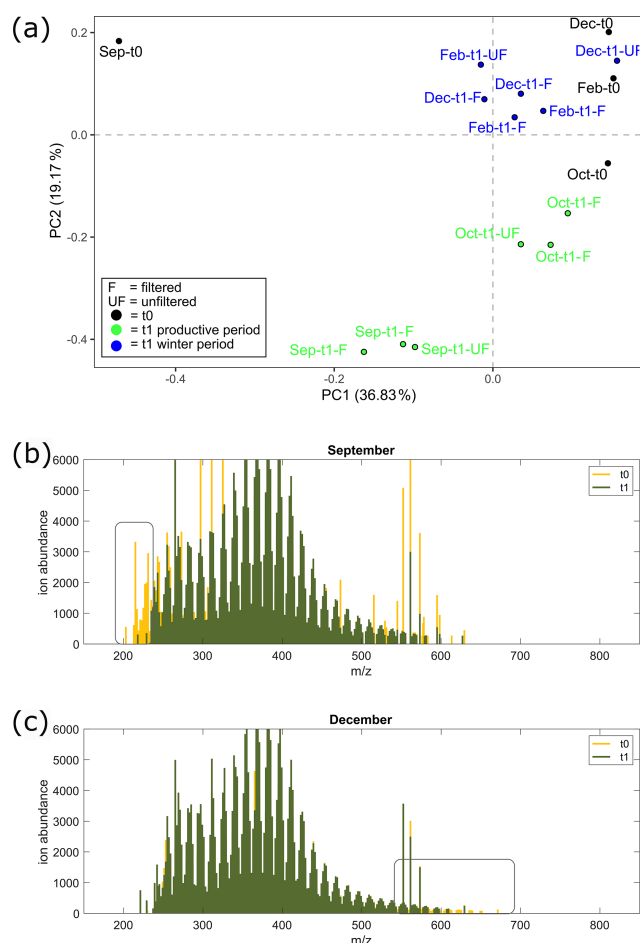 (a)
0.2
0.0
-0.2
-0.4
PC2 (19.17 %)
Sep-t0
Dec-t0
Feb-t1-UF
Dec-t1-UF
Dec-t1-F
Feb-t0
Dec-t1-F
Feb-t1-F
Feb-t1-F
Oct-t0
Oct-t1-F
Oct-t1-UF
Oct-t1-F
Sep-t1-F
Sep-t1-F
Sep-t1-UF
F = filtered
UF = unfiltered
= t0
= t1 productive period
= t1 winter period
-0.4
-0.2
0.0
PC1 (36.83 %)
(b)
September
6000
5000
4000
3000
2000
1000
0
ion abundance
t0
t1
200 300 400 500 600 700 800
m/z
(c)
December
6000
5000
4000
3000
2000
1000
0
ion abundance
t0
t1
200 300 400 500 600 700 800
m/z